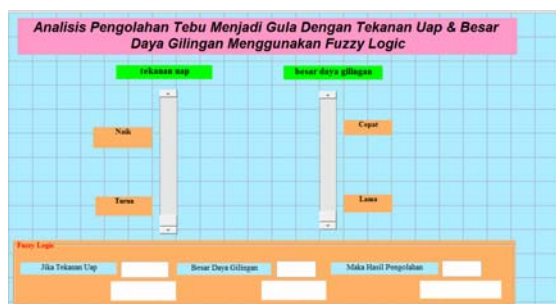 Analisis Pengolahan Tebu Menjadi Gula Dengan Tekanan Uap & Besar
Daya Gilingan Menggunakan Fuzzy Logic
tekanan uap
besar daya gilingan
Naik
Cepat
Turun
Lama
Fuzzy Logic
Jika Tekanan Uap
Besar Daya Gilingan
Maka Hasil Pengolahan